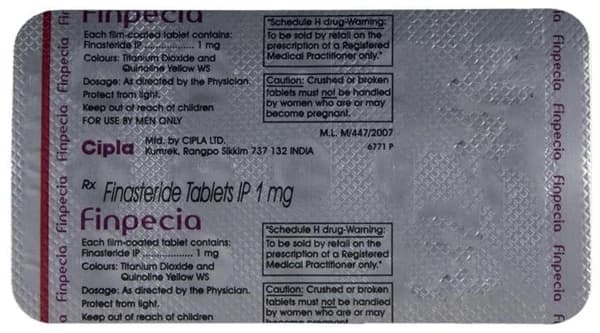 Finpecia
Each film-coated tablet contains:
Finasteride IP .................. 1 mg
Colours: Titanium Dioxide and
Quinoline Yellow WS
Dosage: As directed by the Physician.
Protect from light.
Keep out of reach of children
FOR USE BY MEN ONLY
"Schedule H drug-Warning:
To be sold by retail on the
prescription of a Registered
Medical Practitioner only."
Caution: Crushed or broken
tablets must not be handled
by women who are or may
become pregnant.
M.L. M/447/2007
Cipla
Mfd. by CIPLA LTD.
Kumrek, Rangpo Sikkim 737 132 INDIA
6771 P
Rx Finasteride Tablets IP 1 mg
Finpecia
Each film-coated tablet contains:
Finasteride IP .................. 1 mg
Colours: Titanium Dioxide and
Quinoline Yellow WS
Dosage: As directed by the Physician.
Protect from light.
Keep out of reach of children
"Schedule H drug-Warning:
To be sold by retail on the
prescription of a Registered
Medical Practitioner only."
Caution: Crushed or broken
tablets must not be handled
by women who are or may
become pregnant.
Finpecia Finpecia Finpecia Finpecia
Finpecia Finpecia Finpecia Finpecia